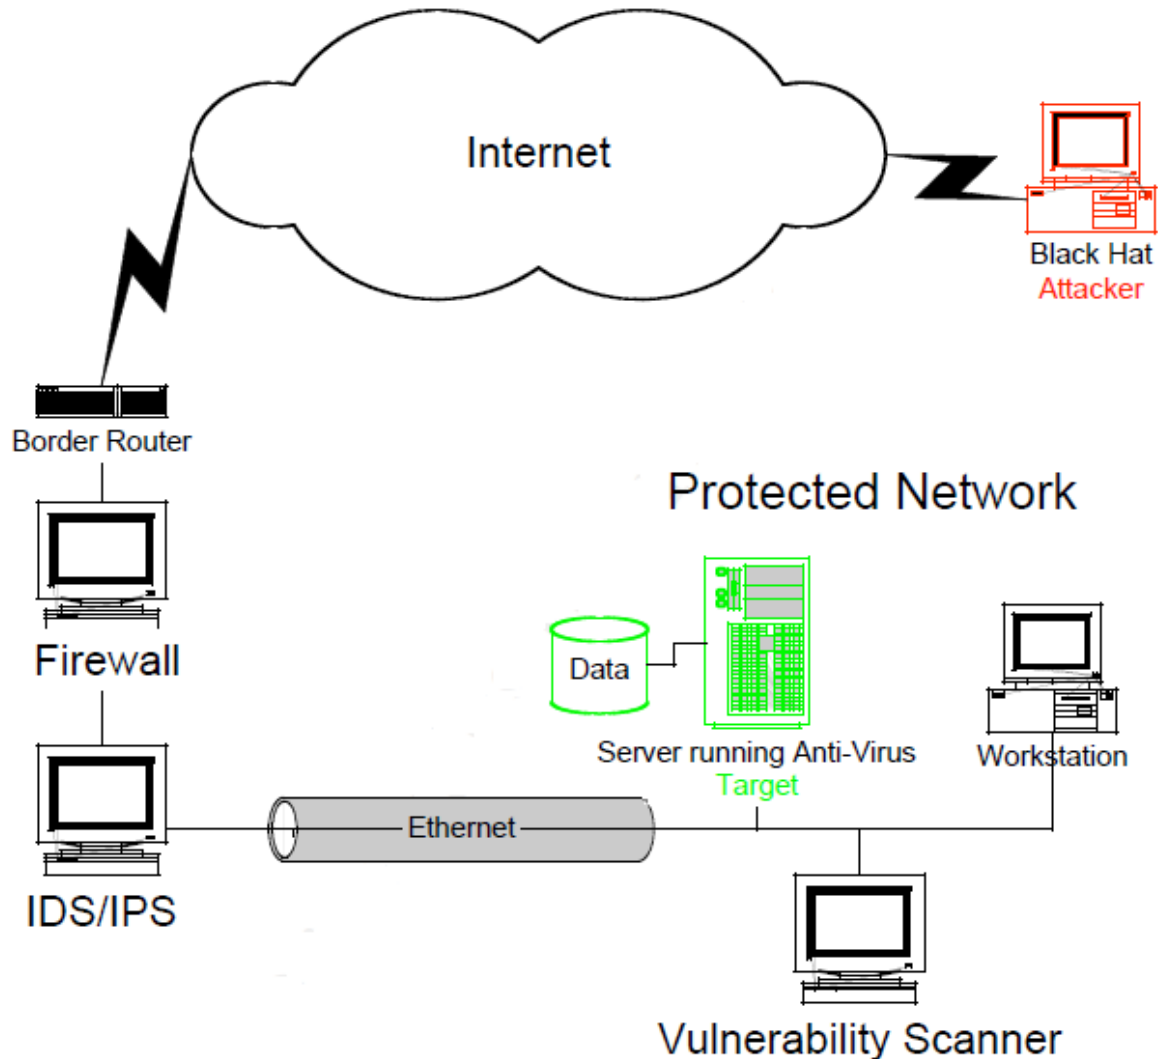 Internet
Black Hat
Attacker
Border Router
Protected Network
Firewall
Data
Server running Anti-Virus
Target
Workstation
Ethernet
IDS/IPS
Vulnerability Scanner